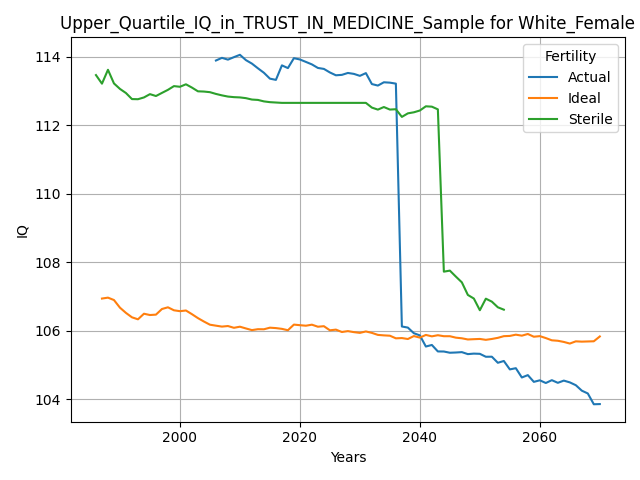 Upper_Quartile_IQ_in_TRUST_IN_MEDICINE_Sample for White_Female
Fertility
Actual
Ideal
Sterile
114
112
110
108
106
104
IQ
2000 2020 2040 2060
Years